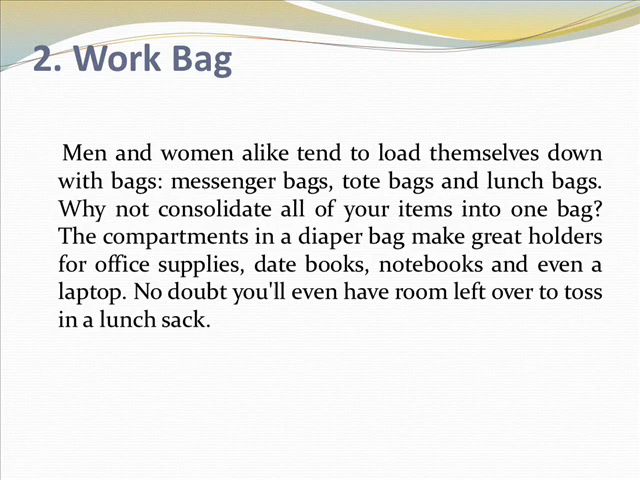 2. Work Bag
Men and women alike tend to load themselves down
with bags: messenger bags, tote bags and lunch bags.
Why not consolidate all of your items into one bag?
The compartments in a diaper bag make great holders
for office supplies, date books, notebooks and even a
laptop. No doubt you'll even have room left over to toss
in a lunch sack.